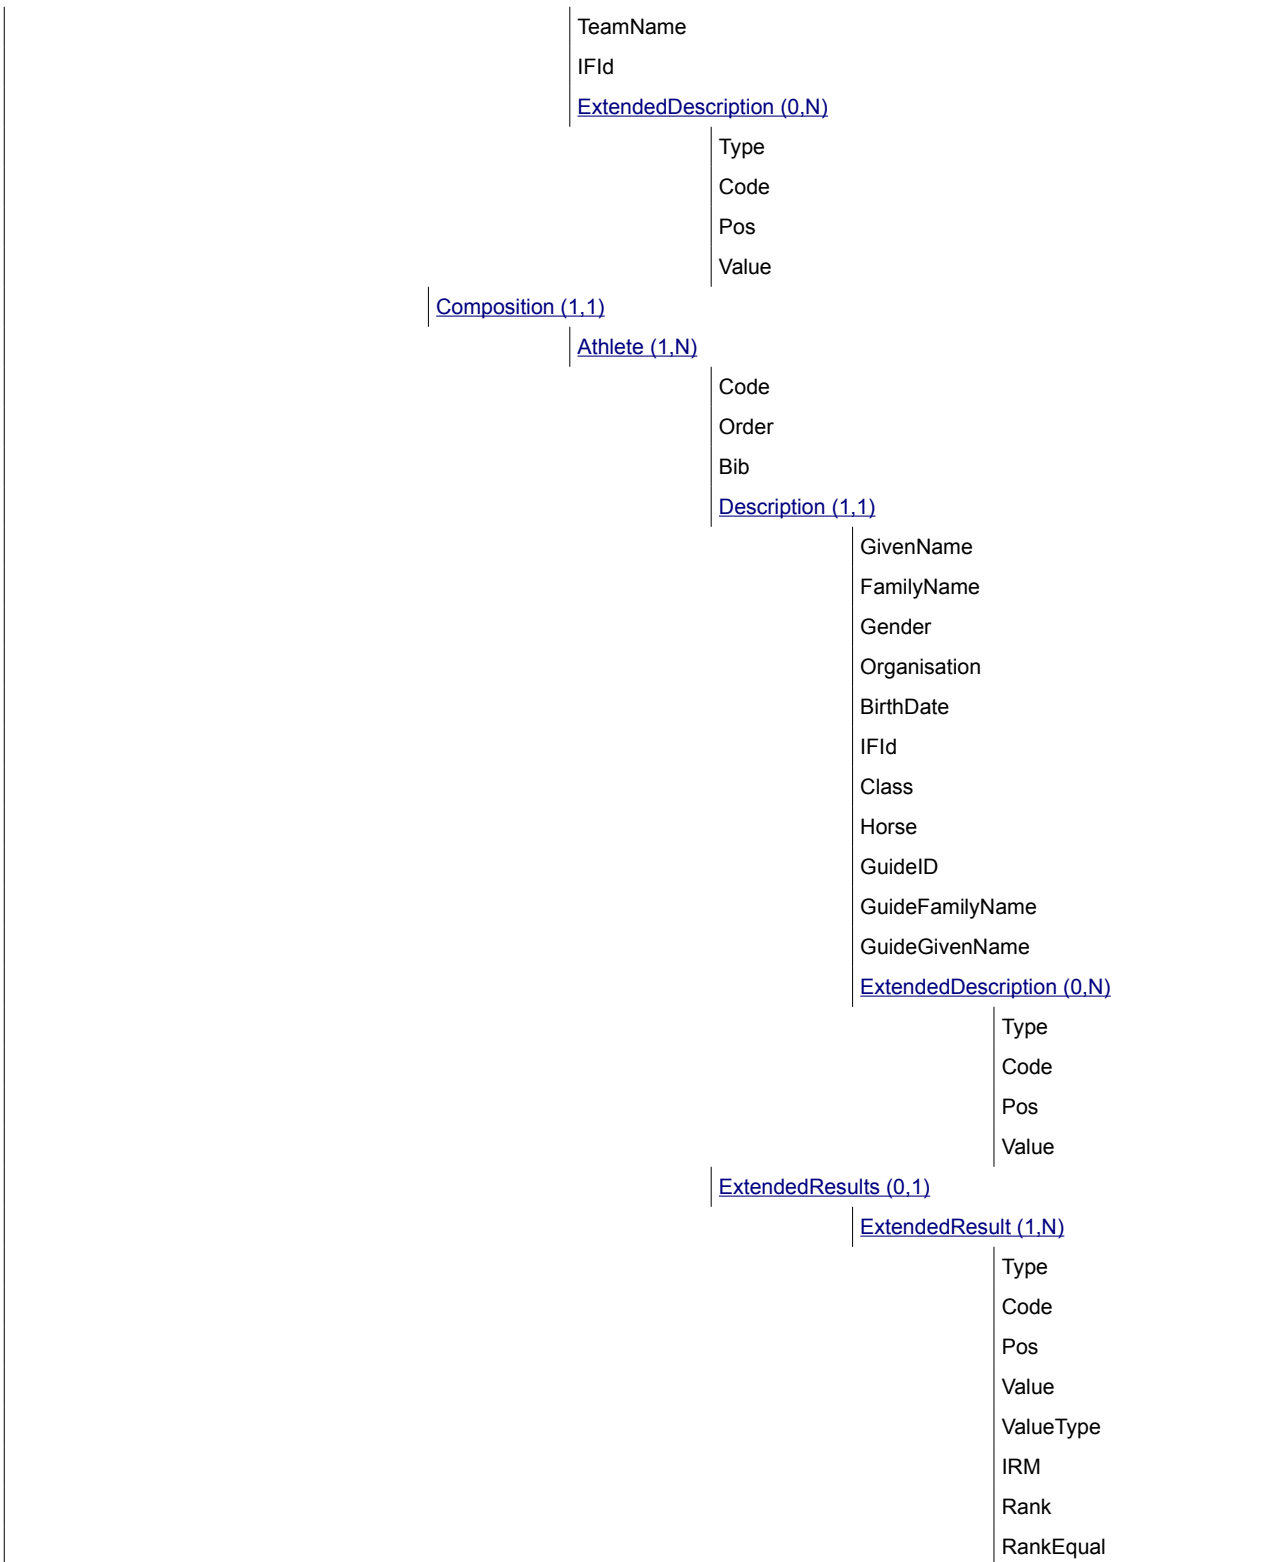 TeamName
IFId
ExtendedDescription (0,N)
Type
Code
Pos
Value
Composition (1,1)
Athlete (1,N)
Code
Order
Bib
Description (1,1)
GivenName
FamilyName
Gender
Organisation
BirthDate
IFId
Class
Horse
GuideID
GuideFamilyName
GuideGivenName
ExtendedDescription (0,N)
Type
Code
Pos
Value
ExtendedResults (0,1)
ExtendedResult (1,N)
Type
Code
Pos
Value
ValueType
IRM
Rank
RankEqual